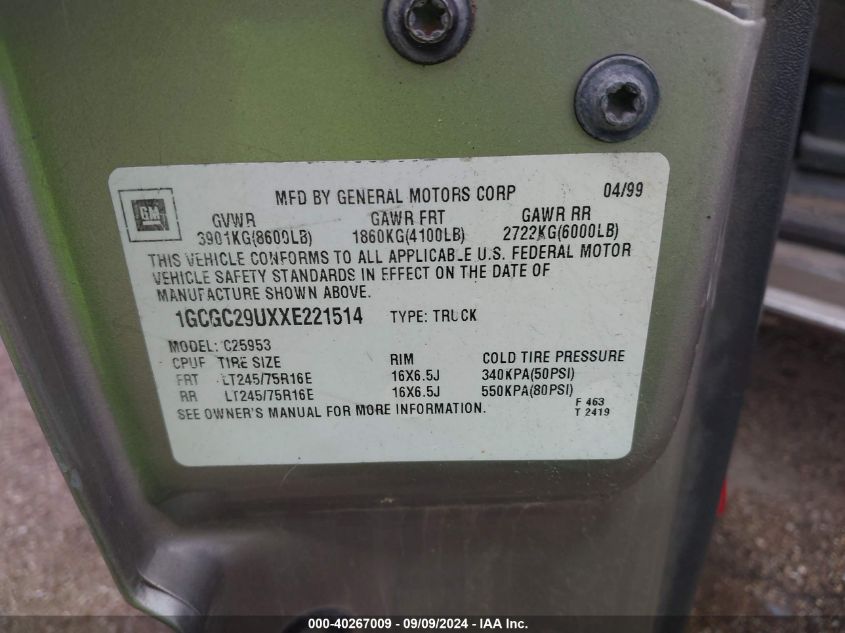 GM
MFD BY GENERAL MOTORS CORP 04/99
GVWR GAWR FRT GAWR RR
3901KG(8600LB) 1860KG(4100LB) 2722KG(6000LB)
THIS VEHICLE CONFORMS TO ALL APPLICABLE U.S. FEDERAL MOTOR
VEHICLE SAFETY STANDARDS IN EFFECT ON THE DATE OF
MANUFACTURE SHOWN ABOVE.
1GCGC29UXXE221514 TYPE: TRUCK
MODEL: C25953
TIRE SIZE RIM COLD TIRE PRESSURE
FRT LT245/75R16E 16X6.5J 340KPA(50PSI)
RR LT245/75R16E 16X6.5J 550KPA(80PSI)
SEE OWNER'S MANUAL FOR MORE INFORMATION.
F 463
T 2419
000-40267009 - 09/09/2024 - IAA Inc.